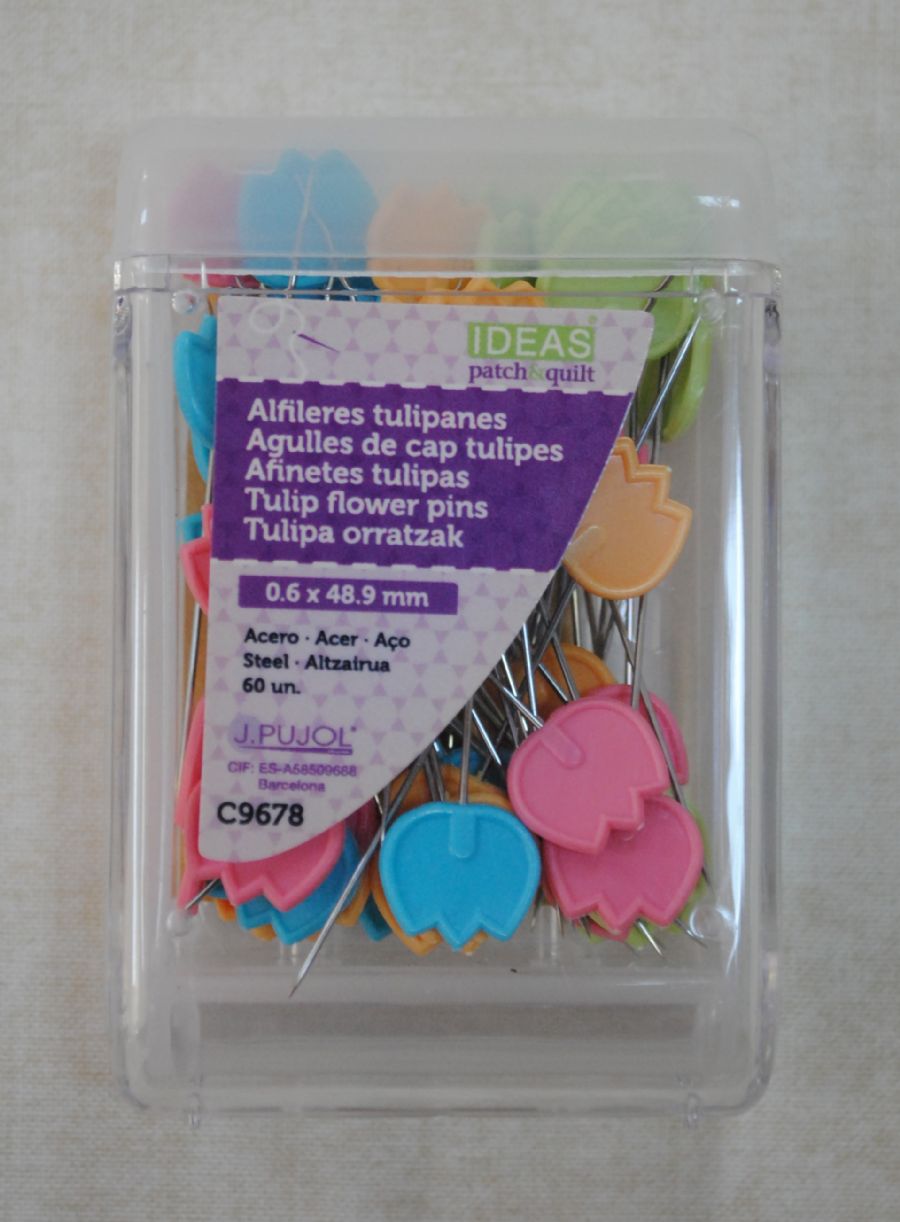 IDEAS
patch&quilt
Alfileres tulipanes
Agulles de cap tulipes
Afinetes tulipas
Tulip flower pins
Tulipa orratzak
0.6 x 48.9 mm
Acero · Acer · Aço
Steel · Altzairua
60 un.
J.PUJOL
CIF: ES-A58509688
Barcelona
C9678